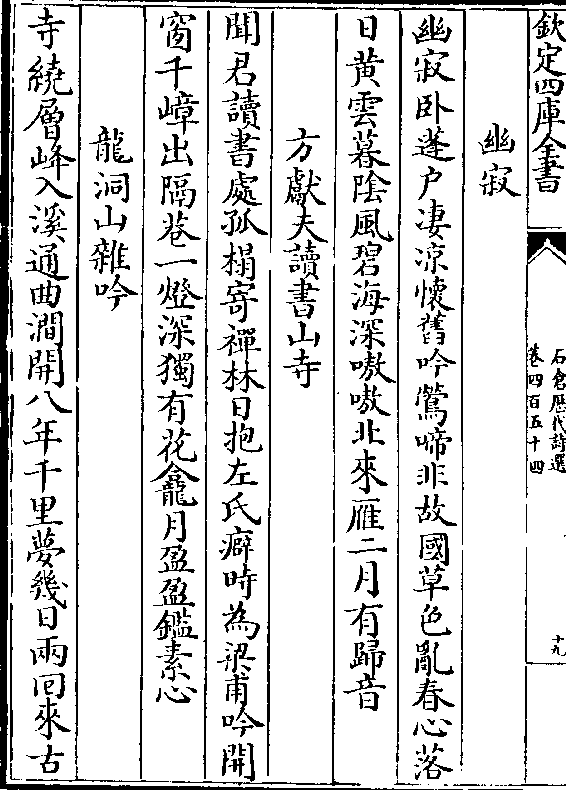 欽定四庫全書
石倉歷代詩選
卷四百五十四
十九
幽寂
幽寂卧蓬户凄凉懷舊吟鶯啼非故國草色亂春心落
日黄雲暮陰風碧海深嗷嗷北來雁二月有歸音
方獻夫讀書山寺
聞君讀書處孤榻寄禪林日抱左氏癖時為梁甫吟開
窗千嶂出隔巷一燈深獨有花龕月盈盈鑑素心
龍洞山雜吟
寺繞層峰入溪通曲澗開八年千里夢幾日兩回來古